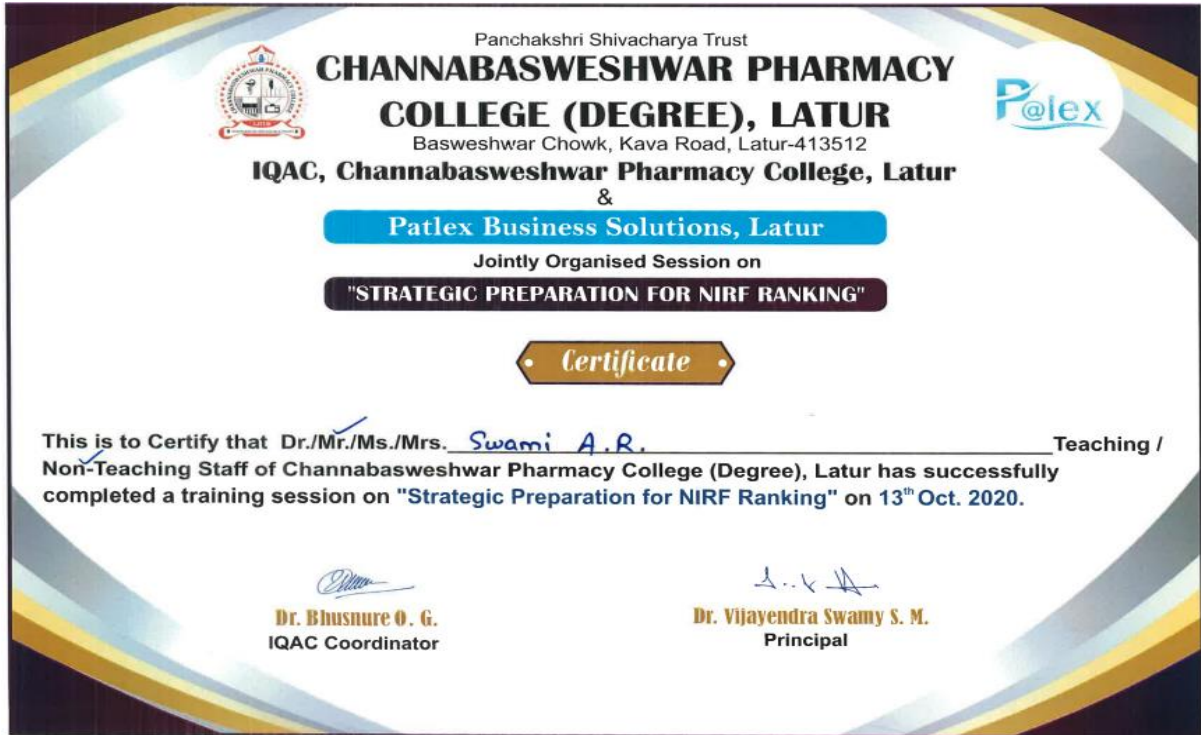 Panchakshri Shivacharya Trust
CHANNABASWESHWAR PHARMACY
COLLEGE (DEGREE), LATUR
Basweshwar Chowk, Kava Road, Latur-413512
IQAC, Channabasweshwar Pharmacy College, Latur
&
Patlex Business Solutions, Latur
Jointly Organised Session on
"STRATEGIC PREPARATION FOR NIRF RANKING"
Certificate
This is to Certify that Dr./Mr./Ms./Mrs. Swami A.R. Teaching /
Non-Teaching Staff of Channabasweshwar Pharmacy College (Degree), Latur has successfully
completed a training session on "Strategic Preparation for NIRF Ranking" on 13th Oct. 2020.
Dr. Bhusnure O. G.
IQAC Coordinator
Dr. Vijayendra Swamy S. M.
Principal